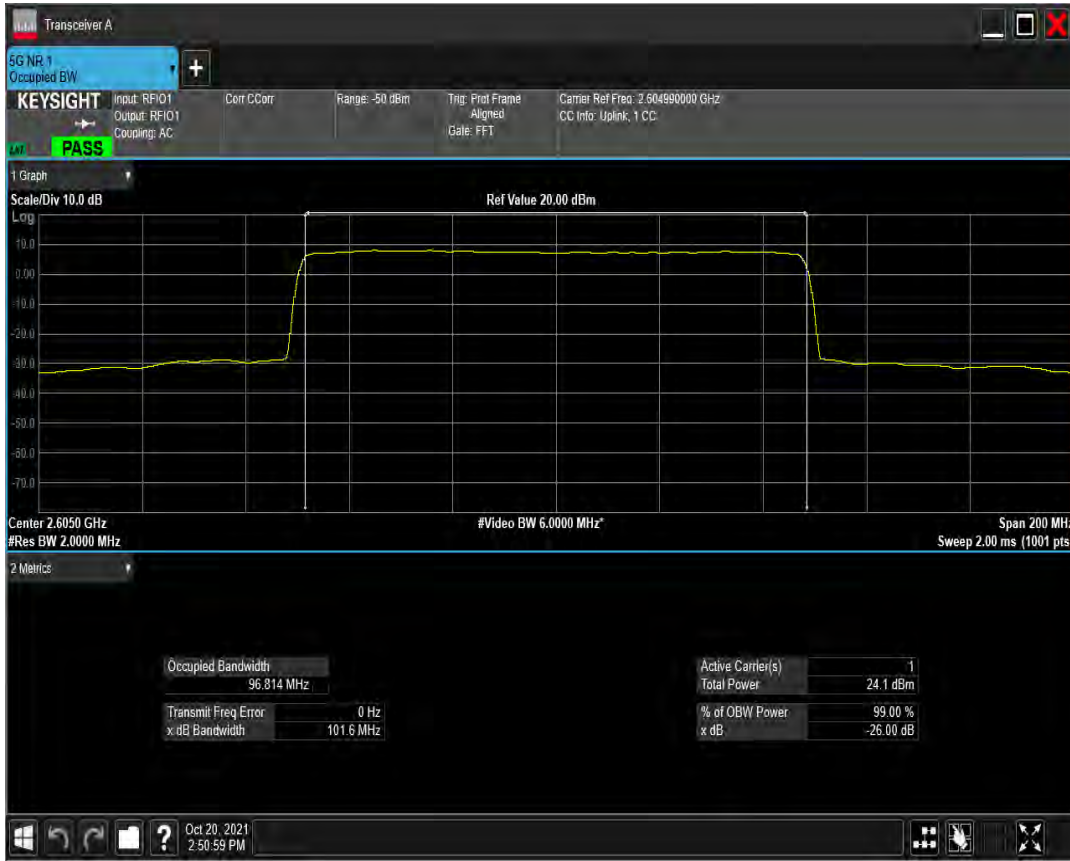 Transceiver A
5G NR 1
Occupied BW
+
KEYSIGHT
PASS
Input: RFIO1
Output: RFIO1
Coupling: AC
Corr CCorr
Range: -50 dBm
Trig: Prot Frame
Aligned
Gate: FFT
Carrier Ref Freq: 2.604990000 GHz
CC Info: Uplink, 1 CC
1 Graph
Scale/Div 10.0 dB
Ref Value 20.00 dBm
Log
10.0
0.00
-10.0
-20.0
-30.0
-40.0
-50.0
-60.0
-70.0
Center 2.6050 GHz
#Video BW 6.0000 MHz*
Span 200 MHz
#Res BW 2.0000 MHz
Sweep 2.00 ms (1001 pts
2 Metrics
Occupied Bandwidth
96.814 MHz
Transmit Freq Error 0 Hz
x dB Bandwidth 101.6 MHz
Active Carrier(s) 1
Total Power 24.1 dBm
% of OBW Power 99.00 %
x dB -26.00 dB
?
Oct 20, 2021
2:50:59 PM